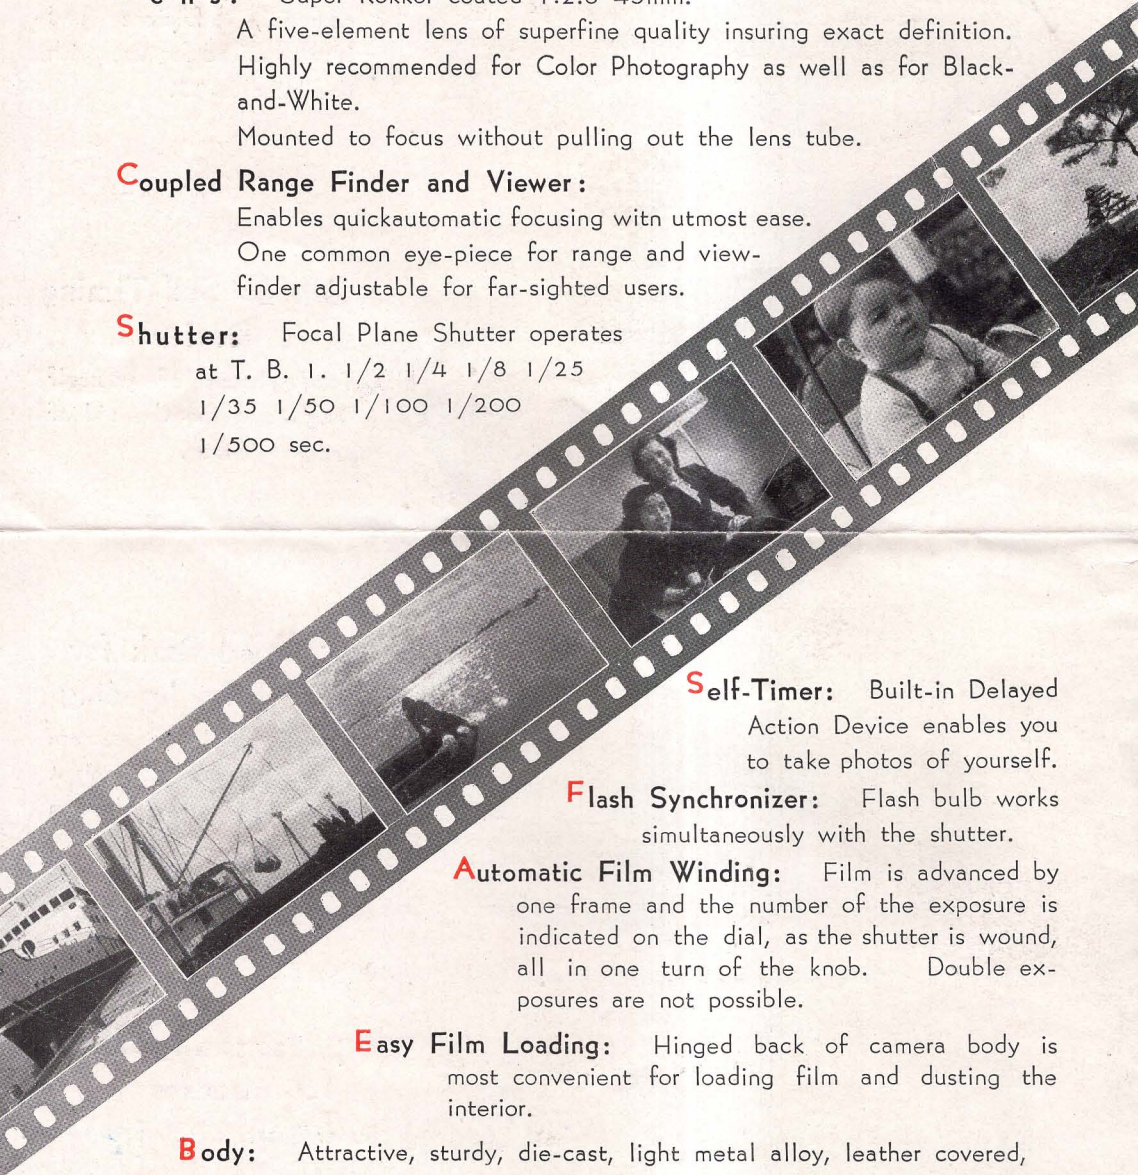 Super Rokkor coated F:2.8 45mm.
A five-element lens of superfine quality insuring exact definition.
Highly recommended for Color Photography as well as for Black-
and-White.
Mounted to focus without pulling out the lens tube.
Coupled Range Finder and Viewer:
Enables quickautomatic focusing witn utmost ease.
One common eye-piece for range and view-
finder adjustable for far-sighted users.
Shutter: Focal Plane Shutter operates
at T. B. 1. 1/2 1/4 1/8 1/25
1/35 1/50 1/100 1/200
1/500 sec.
Self-Timer: Built-in Delayed
Action Device enables you
to take photos of yourself.
Flash Synchronizer: Flash bulb works
simultaneously with the shutter.
Automatic Film Winding: Film is advanced by
one frame and the number of the exposure is
indicated on the dial, as the shutter is wound,
all in one turn of the knob. Double ex-
posures are not possible.
Easy Film Loading: Hinged back of camera body is
most convenient for loading film and dusting the
interior.
Body: Attractive, sturdy, die-cast, light metal alloy, leather covered,